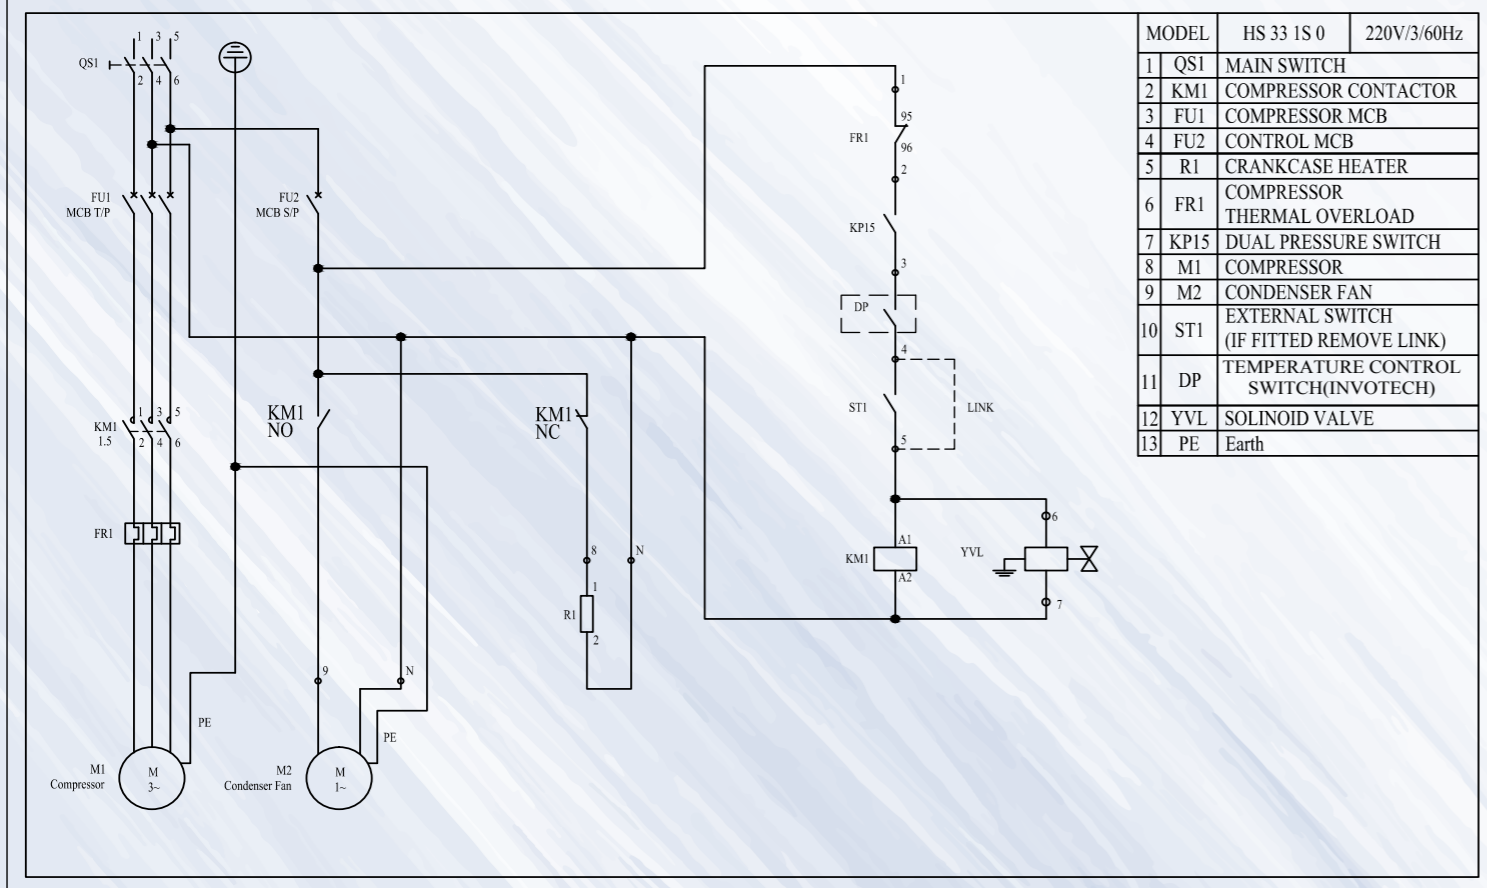 1 3 5
QS1
2 4 6
FU1
MCB T/P
FU2
MCB S/P
KM1
1.5
1 3 5
2 4 6
KM1
NO
KM1
NC
FR1
8
N
1
R1
2
9
N
PE
PE
M1
Compressor
M
3~
M2
Condenser Fan
M
1~
1
95
FR1
96
2
KP15
3
DP
4
ST1
LINK
5
A1
KM1
A2
6
YVL
7
MODEL HS 33 1S 0 220V/3/60Hz
1 QS1 MAIN SWITCH
2 KM1 COMPRESSOR CONTACTOR
3 FU1 COMPRESSOR MCB
4 FU2 CONTROL MCB
5 R1 CRANKCASE HEATER
6 FR1 COMPRESSOR
THERMAL OVERLOAD
7 KP15 DUAL PRESSURE SWITCH
8 M1 COMPRESSOR
9 M2 CONDENSER FAN
10 ST1 EXTERNAL SWITCH
(IF FITTED REMOVE LINK)
11 DP TEMPERATURE CONTROL
SWITCH(INVOTECH)
12 YVL SOLINOID VALVE
13 PE Earth